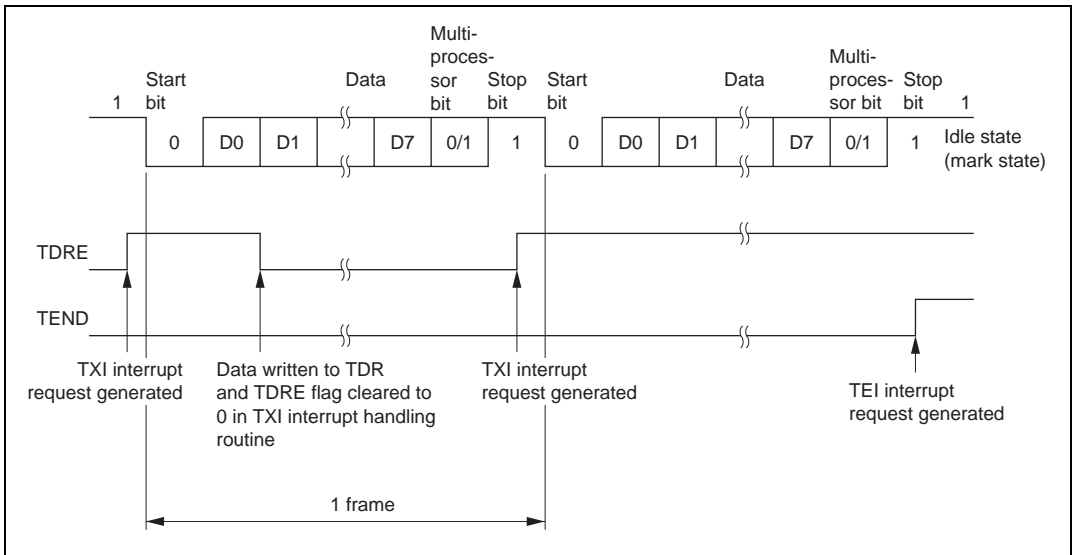 Multi-
proces-
sor
bit
Start
bit
Data
Stop
bit
Start
bit
Data
Multi-
proces-
sor bit
Stop
bit
1
1
0 D0 D1 D7 0/1 1 0 D0 D1 D7 0/1 1
Idle state
(mark state)
TDRE
TEND
TXI interrupt
request generated
Data written to TDR
and TDRE flag cleared to
0 in TXI interrupt handling
routine
TXI interrupt
request generated
TEI interrupt
request generated
1 frame